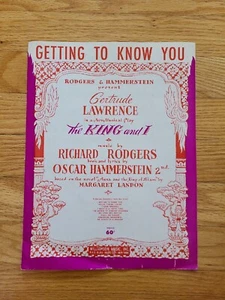 GETTING TO KNOW YOU
RODGERS & HAMMERSTEIN
present
Gertrude
LAWRENCE
in a New Musical Play
The KING and I
music by
RICHARD RODGERS
book and lyrics by
OSCAR HAMMERSTEIN 2nd
based on the novel "Anna and the King of Siam" by
MARGARET LANDON
60¢